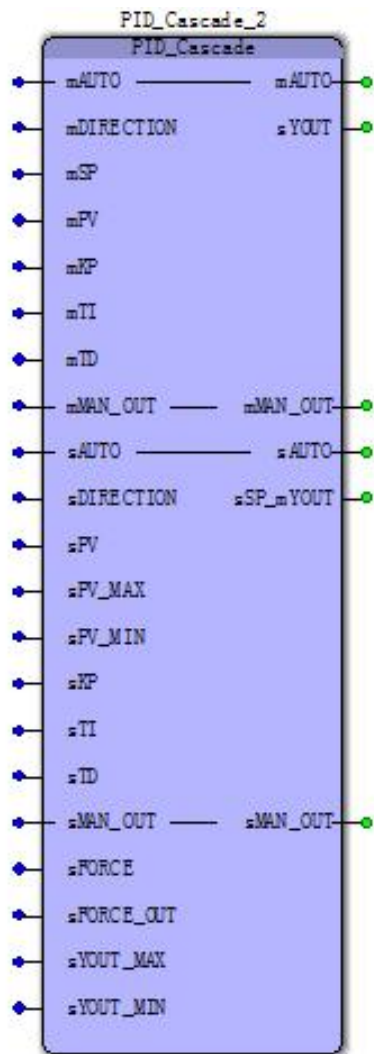 PID_Cascade_2
PID_Cascade
mAUTO mAUTO
mDIRECTION sYOUT
mSP
mPV
mKP
mTI
mTD
mMAN_OUT mMAN_OUT
sAUTO sAUTO
sDIRECTION sSP_mYOUT
sPV
sPV_MAX
sPV_MIN
sKP
sTI
sTD
sMAN_OUT sMAN_OUT
sFORCE
sFORCE_OUT
sYOUT_MAX
sYOUT_MIN